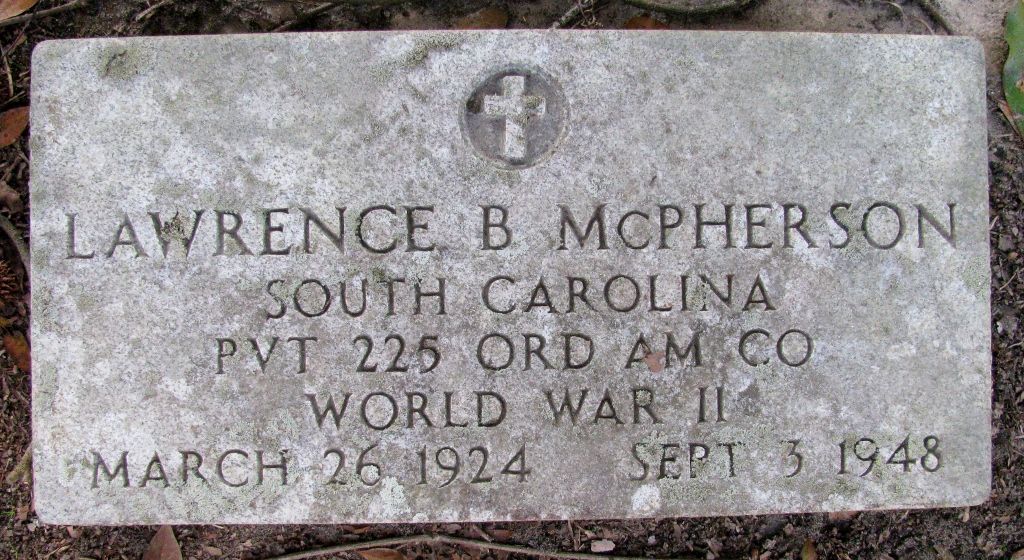 LAWRENCE B McPHERSON
SOUTH CAROLINA
PVT 225 ORD AM CO
WORLD WAR II
MARCH 26 1924 SEPT 3 1948